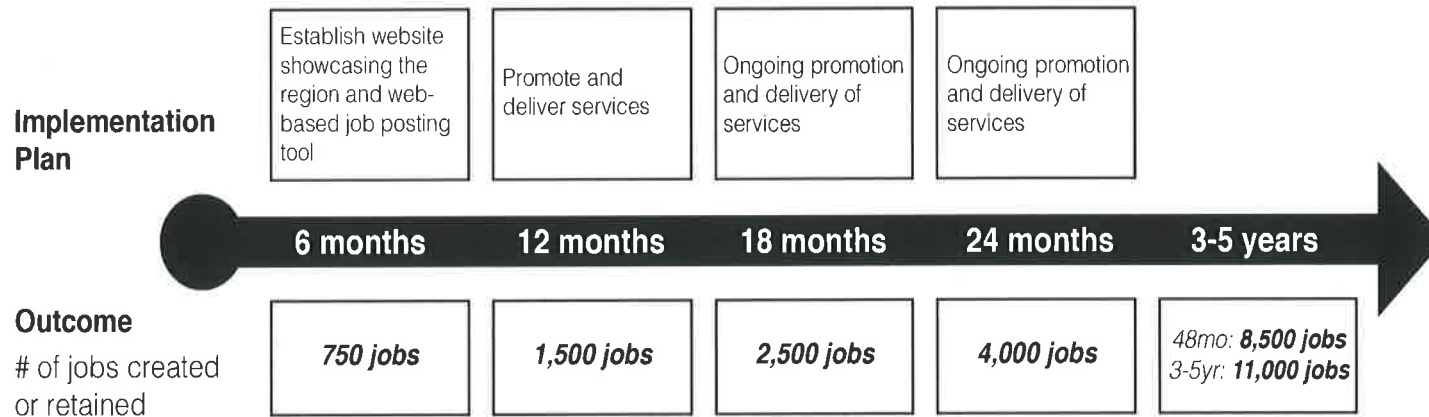 Implementation
Plan
Establish website
showcasing the
region and web-
based job posting
tool
Promote and
deliver services
Ongoing promotion
and delivery of
services
Ongoing promotion
and delivery of
services
6 months
12 months
18 months
24 months
3-5 years
Outcome
# of jobs created
or retained
750 jobs
1,500 jobs
2,500 jobs
4,000 jobs
48mo: 8,500 jobs
3-5yr: 11,000 jobs